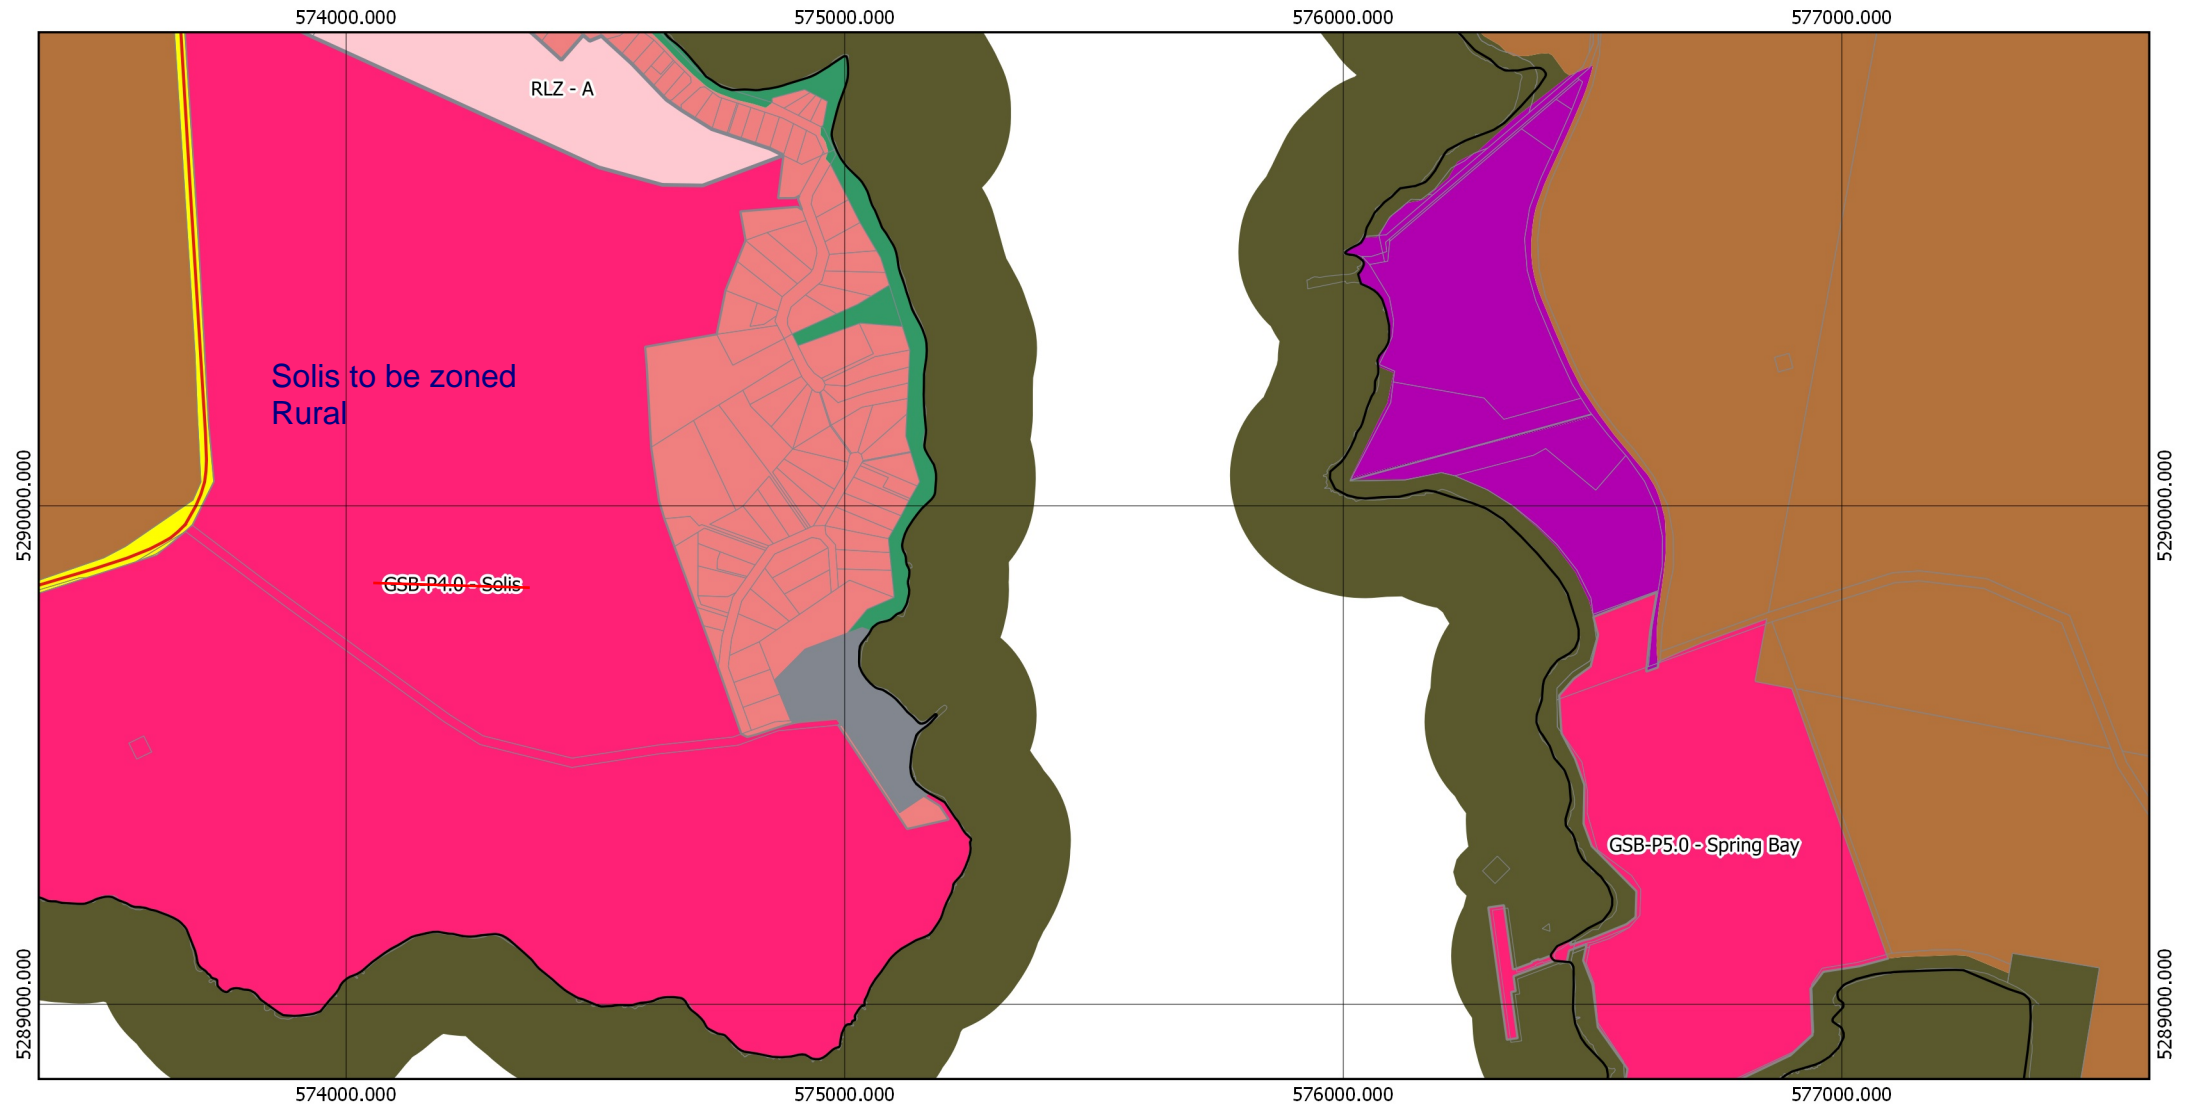 574000.000 575000.000 576000.000 577000.000
RLZ - A
Solis to be zoned
Rural
5290000.000 5290000.000
GSB-P4.0 - Solis
GSB-P5.0 - Spring Bay
5289000.000 5289000.000
574000.000 575000.000 576000.000 577000.000